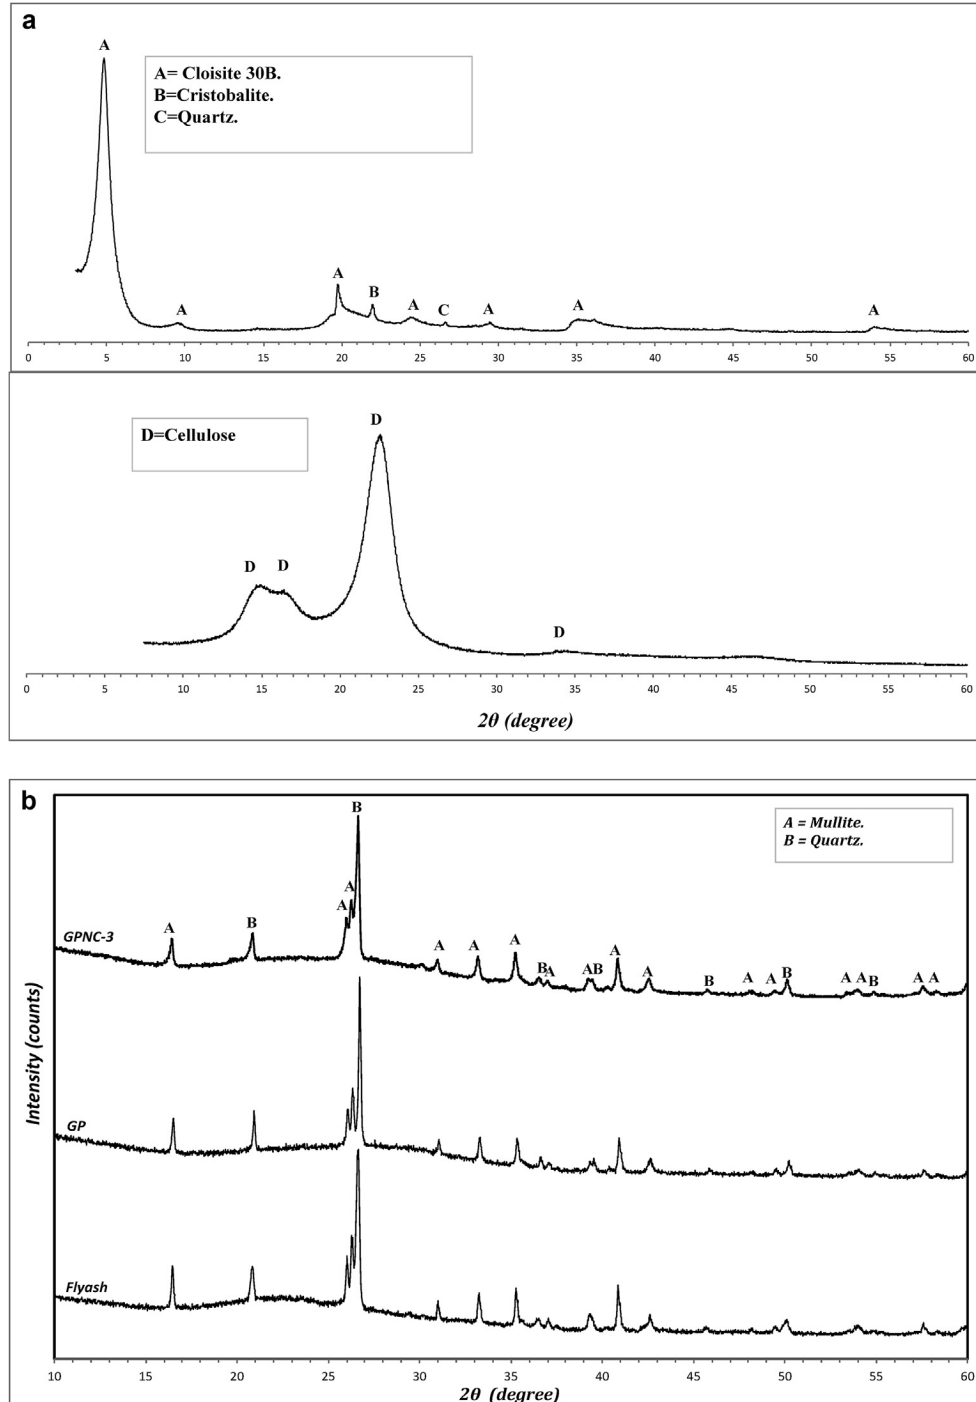 a
A
A= Cloisite 30B.
B=Cristobalite.
C=Quartz.
A
A
B
A
C
A
A
A
0 5 10 15 20 25 30 35 40 45 50 55 60
D=Cellulose
D
D D
D
0 5 10 15 20 25 30 35 40 45 50 55 60
2θ (degree)
b
B
A = Mullite.
B = Quartz.
A
A
A
B
GPNC-3
A
A
A
B
A
A
B
A
A
B
A
A
B
A
A
B
A
A
Intensity (counts)
GP
Flyash
10 15 20 25 30 35 40 45 50 55 60
2θ (degree)